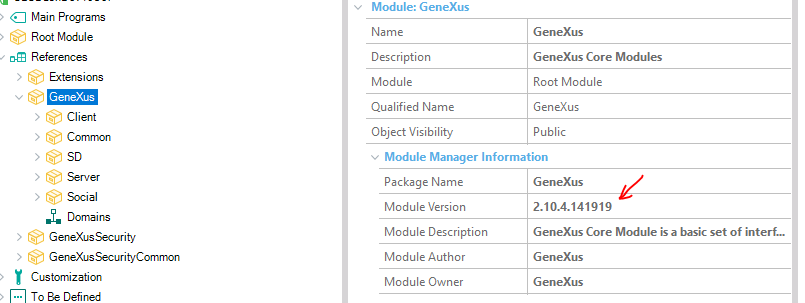 Main Programs
Root Module
References
Extensions
GeneXus
Client
Common
SD
Server
Social
Domains
GeneXusSecurity
GeneXusSecurityCommon
Customization
To Be Defined
Module: GeneXus
Name GeneXus
Description GeneXus Core Modules
Module Root Module
Qualified Name GeneXus
Object Visibility Public
Module Manager Information
Package Name GeneXus
Module Version 2.10.4.141919
Module Description GeneXus Core Module is a basic set of interf...
Module Author GeneXus
Module Owner GeneXus